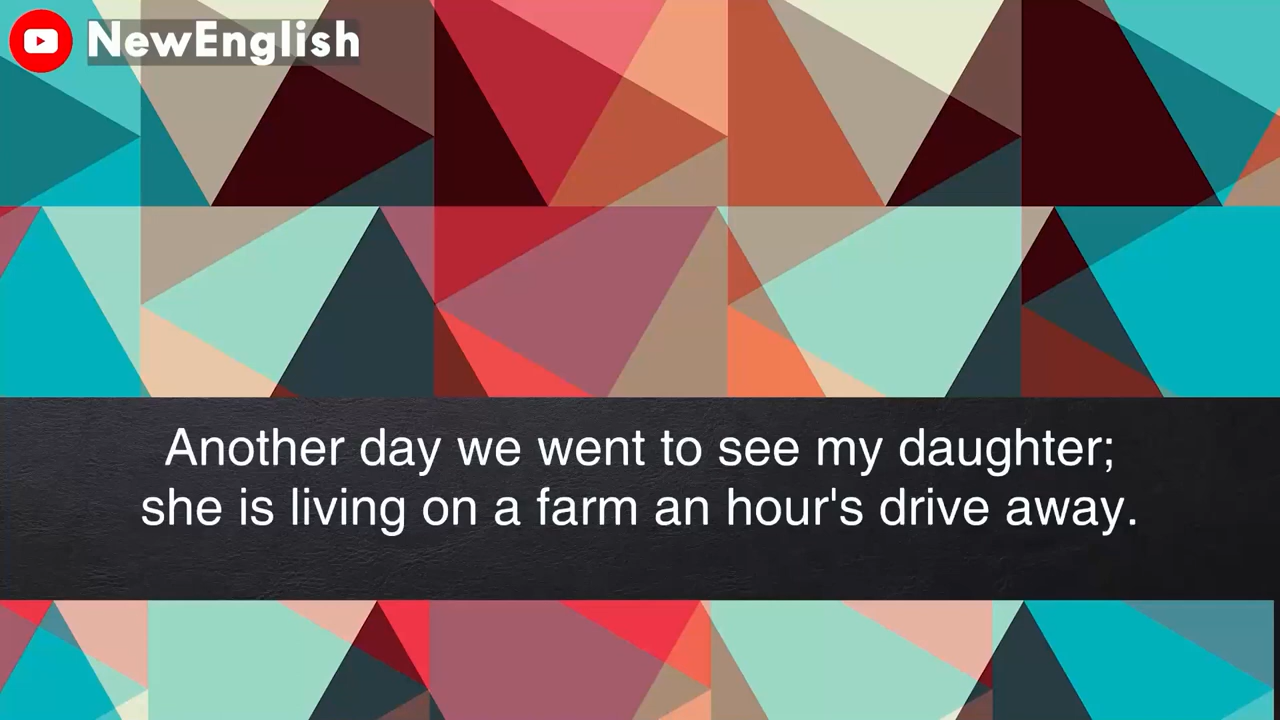 NewEnglish
Another day we went to see my daughter;
she is living on a farm an hour's drive away.